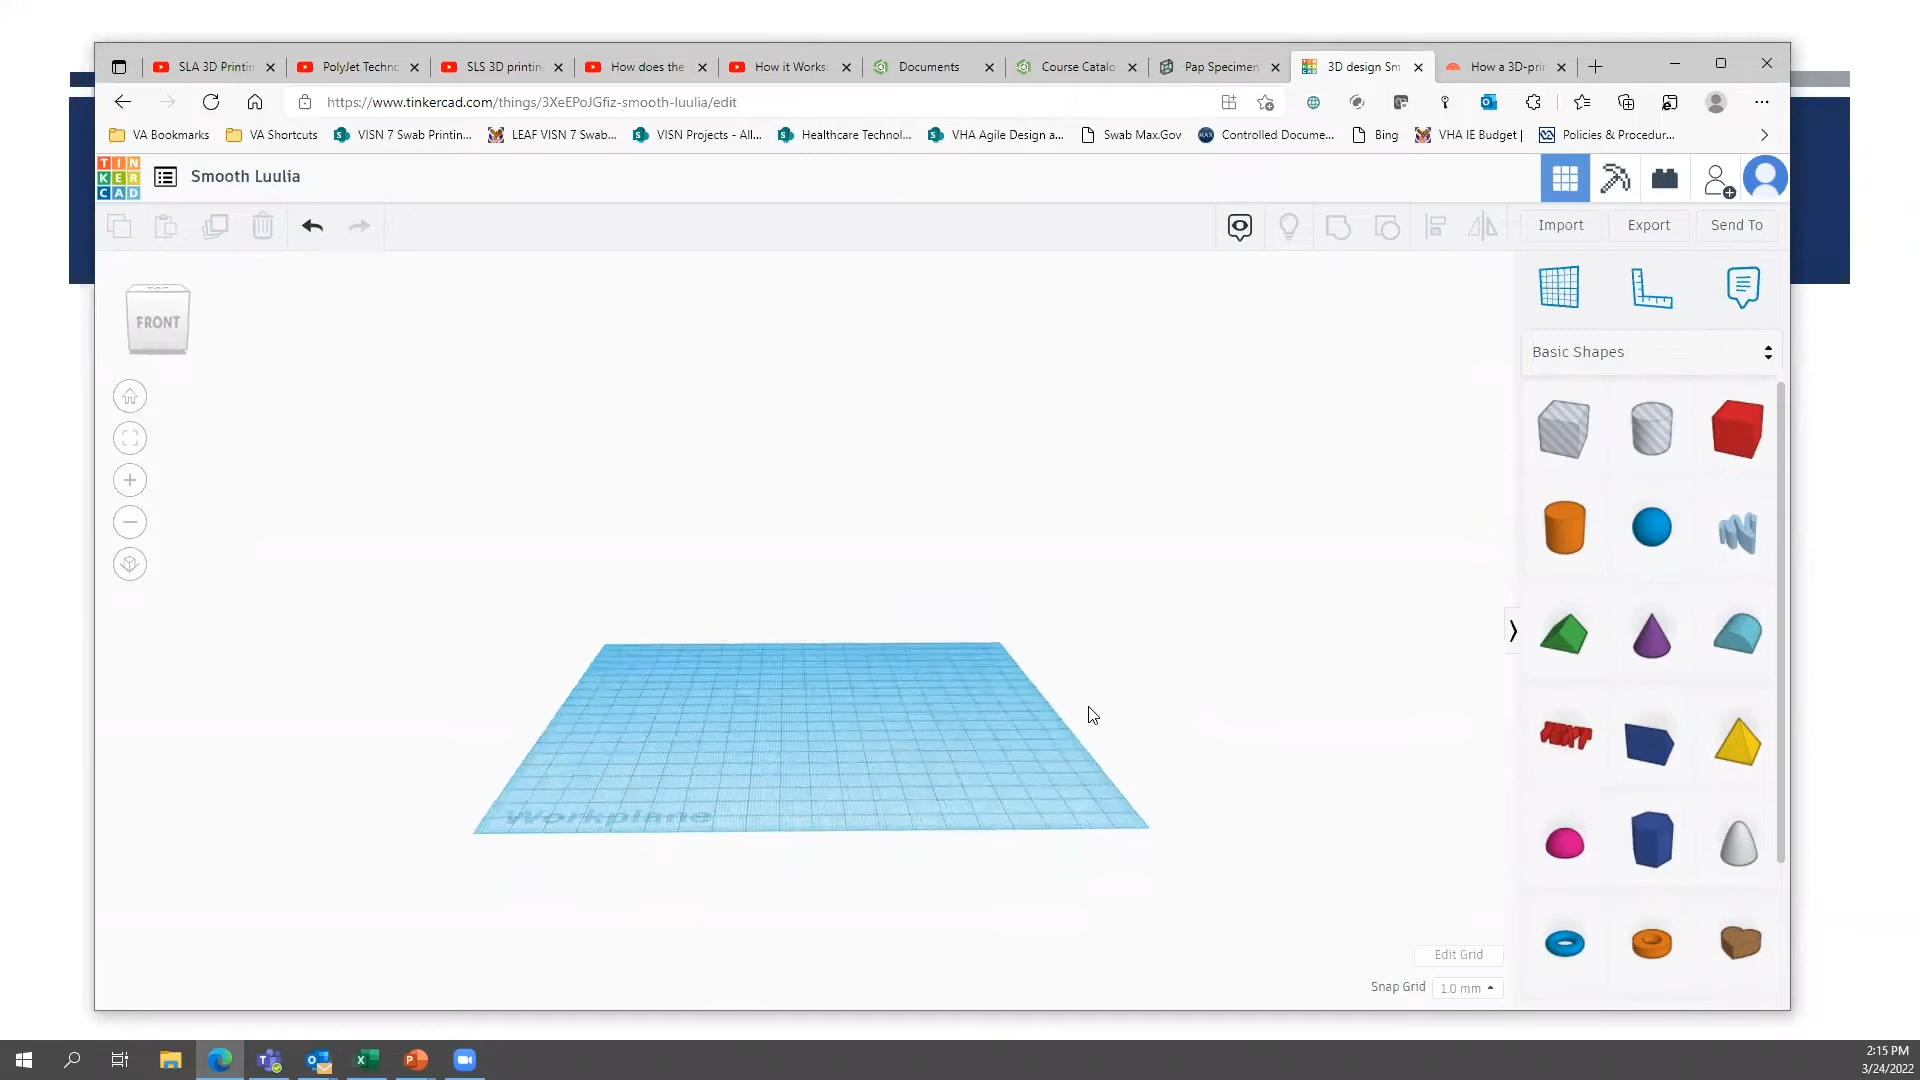 SLA 3D Printin
PolyJet Techno
SLS 3D printin
How does the
How it Works:
Documents
Course Catalo
Pap Specimen
3D design Sm
How a 3D-prin
https://www.tinkercad.com/things/3XeEPoJGfiz-smooth-luulia/edit
VA Bookmarks
VA Shortcuts
VISN 7 Swab Printin...
LEAF VISN 7 Swab...
VISN Projects - All...
Healthcare Technol...
VHA Agile Design a...
Swab Max.Gov
Controlled Docume...
Bing
VHA IE Budget |
Policies & Procedur...
TIN
KER
CAD
Smooth Luulia
Import
Export
Send To
TOP
FRONT
Basic Shapes
TEXT
Workplane
Edit Grid
Snap Grid
1.0 mm
2:15 PM
3/24/2022